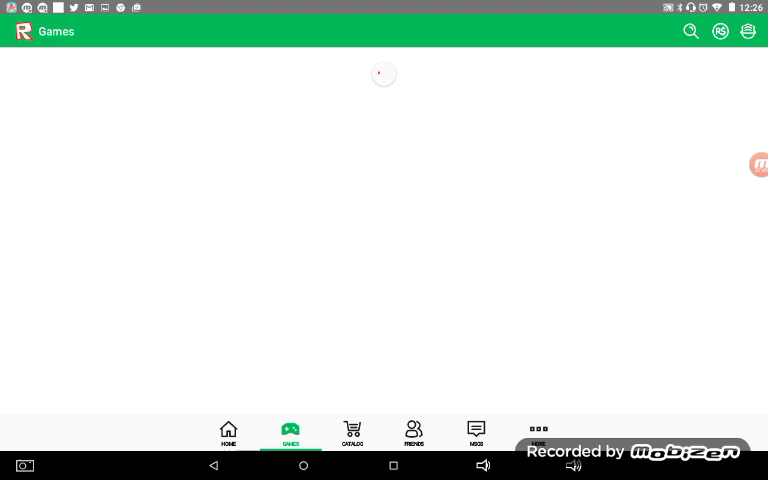 12:26
R Games
R$
HOME GAMES CATALOG FRIENDS MSGS MORE
Recorded by mobizen